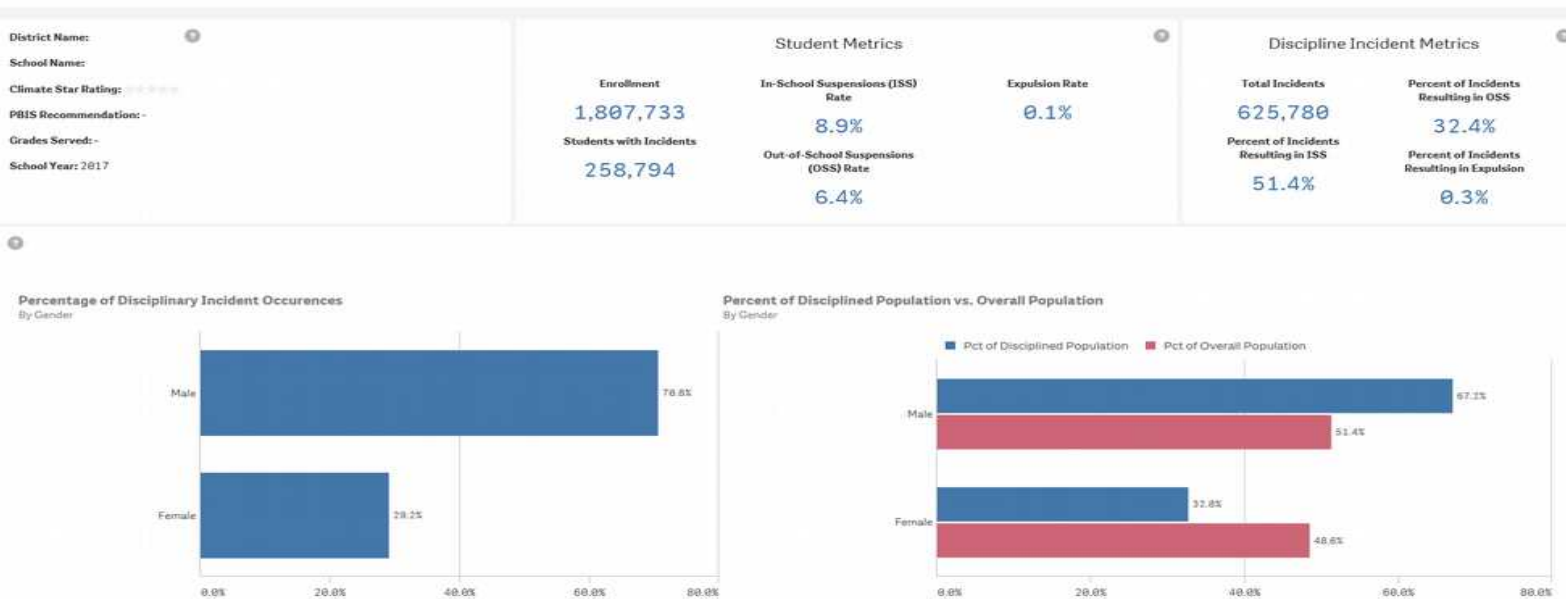 District Name:
School Name:
Climate Star Rating:
PBIS Recommendation: -
Grades Served: -
School Year: 2017
Student Metrics
Enrollment
1,807,733
Students with Incidents
258,794
In-School Suspensions (ISS)
Rate
8.9%
Out-of-School Suspensions
(OSS) Rate
6.4%
Expulsion Rate
0.1%
Discipline Incident Metrics
Total Incidents
625,780
Percent of Incidents
Resulting in ISS
51.4%
Percent of Incidents
Resulting in OSS
32.4%
Percent of Incidents
Resulting in Expulsion
0.3%
Percentage of Disciplinary Incident Occurences
By Gender
Male
70.8%
Female
29.2%
0.0% 20.0% 40.0% 60.0% 80.0%
Percent of Disciplined Population vs. Overall Population
By Gender
Pct of Disciplined Population Pct of Overall Population
Male
67.2%
51.4%
Female
32.8%
48.6%
0.0% 20.0% 40.0% 60.0% 80.0%